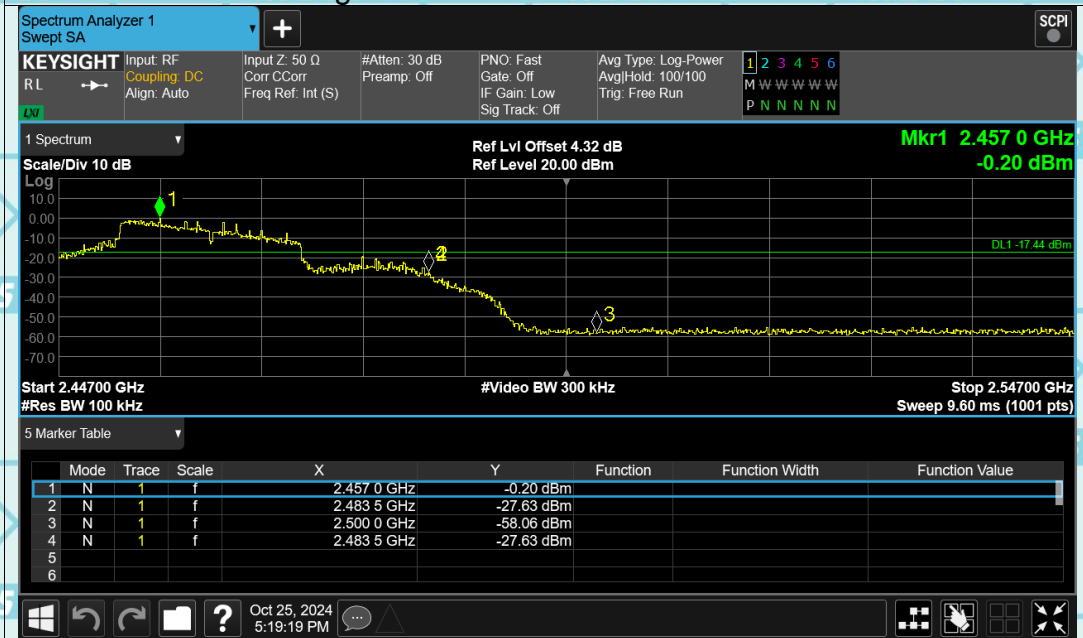 Spectrum Analyzer 1
Swept SA
SCPI
KEYSIGHT Input: RF Input Z: 50 Ω #Atten: 30 dB PNO: Fast Avg Type: Log-Power 1 2 3 4 5 6
R L Coupling: DC Corr CCorr Preamp: Off Gate: Off Avg|Hold: 100/100 M W W W W W
Align: Auto Freq Ref: Int (S) IF Gain: Low Trig: Free Run
LXI Sig Track: Off P N N N N N
1 Spectrum Ref Lvl Offset 4.32 dB Mkr1 2.457 0 GHz
Scale/Div 10 dB Ref Level 20.00 dBm -0.20 dBm
Log
10.0
1
0.00
-10.0
DL1 -17.44 dBm
-20.0
-30.0
-40.0
-50.0
3
-60.0
-70.0
Start 2.44700 GHz #Video BW 300 kHz Stop 2.54700 GHz
#Res BW 100 kHz Sweep 9.60 ms (1001 pts)
5 Marker Table
Mode Trace Scale X Y Function Function Width Function Value
1 N 1 f 2.457 0 GHz -0.20 dBm
2 N 1 f 2.483 5 GHz -27.63 dBm
3 N 1 f 2.500 0 GHz -58.06 dBm
4 N 1 f 2.483 5 GHz -27.63 dBm
5
6
? Oct 25, 2024
5:19:19 PM